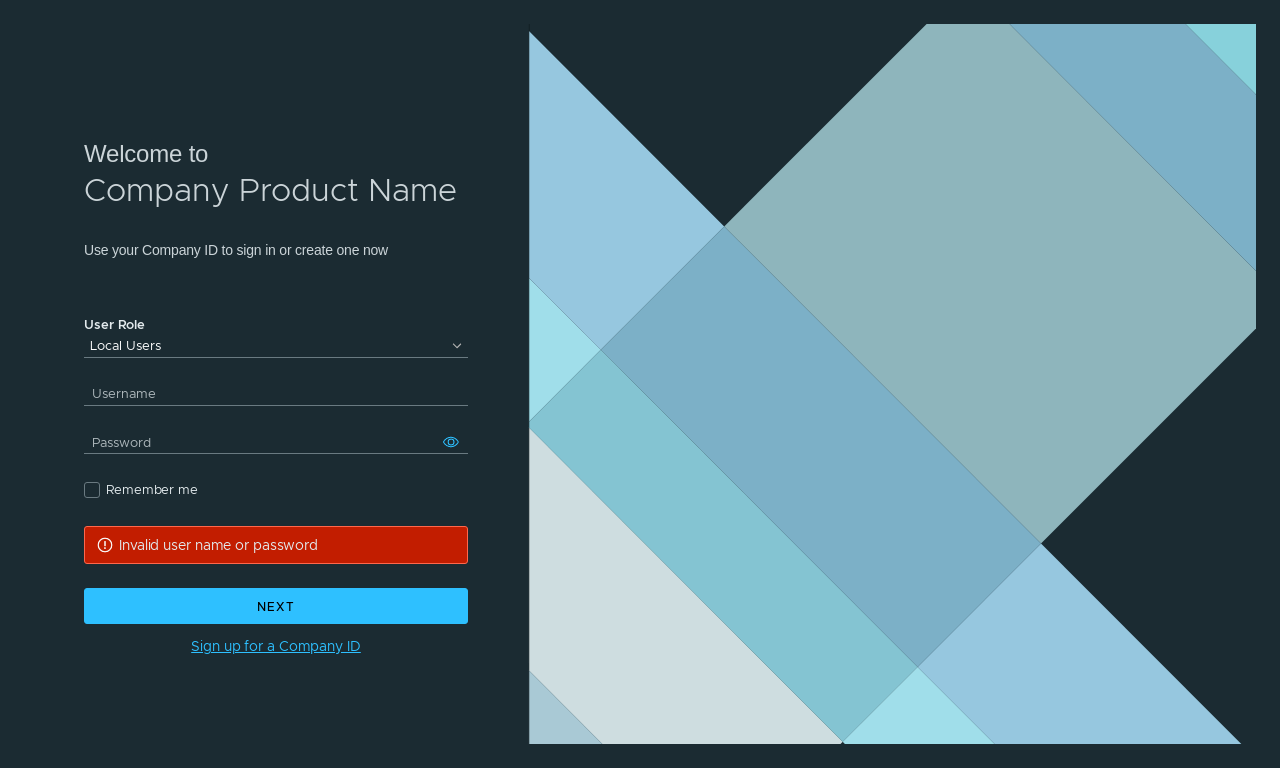 Welcome to
Company Product Name
Use your Company ID to sign in or create one now
User Role
Local Users
Username
Password
Remember me
Invalid user name or password
NEXT
Sign up for a Company ID